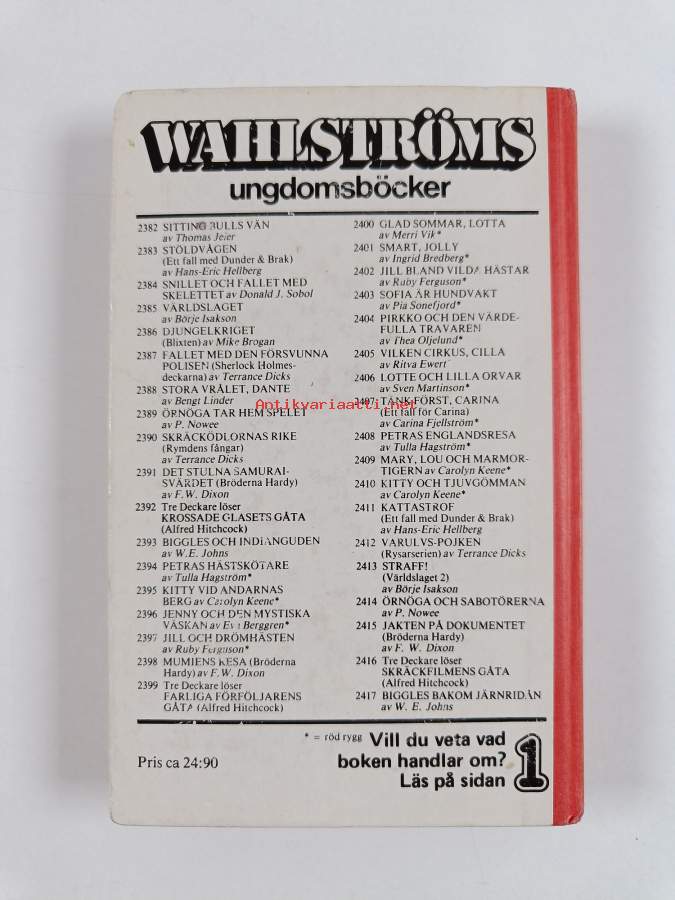 WAHLSTRÖMS
ungdomsböcker
2382 SITTING BULLS VÄN
av Thomas Jeier
2383 STÖLDVÅGEN
(Ett fall med Dunder & Brak)
av Hans-Eric Hellberg
2384 SNILLET OCH FALLET MED
SKELETTET av Donald J. Sobol
2385 VÄRLDSLAGET
av Börje Isakson
2386 DJUNGELKRIGET
(Blixten) av Mike Brogan
2387 FALLET MED DEN FÖRSVUNNA
POLISEN (Sherlock Holmes-
deckarna) av Terrance Dicks
2388 STORA VRÅLET, DANTE
av Bengt Linder
2389 ÖRNÖGA TAR HEM SPELET
av P. Nowee
2390 SKRÄCKÖDLORNAS RIKE
(Rymdens fångar)
av Terrance Dicks
2391 DET STULNA SAMURAJ-
SVÄRDET (Bröderna Hardy)
av F.W. Dixon
2392 Tre Deckare löser
KROSSADE GLASETS GÅTA
(Alfred Hitchcock)
2393 BIGGLES OCH INDIANGUDEN
av W.E. Johns
2394 PETRAS HÄSTSKÖTARE
av Tulla Hagström*
2395 KITTY VID ANDARNAS
BERG av Carolyn Keene*
2396 JENNY OCH DEN MYSTISKA
VÄSKAN av Eva Berggren*
2397 JILL OCH DRÖMHÄSTEN
av Ruby Ferguson*
2398 MUMIENS RESA (Bröderna
Hardy) av F.W. Dixon
2399 Tre Deckare löser
FARLIGA FÖRFÖLJARENS
GÅTA (Alfred Hitchcock)
2400 GLAD SOMMAR, LOTTA
av Merri Vik*
2401 SMART, JOLLY
av Ingrid Bredberg*
2402 JILL BLAND VILDA HÄSTAR
av Ruby Ferguson*
2403 SOFIA ÄR HUNDVAKT
av Pia Sonefjord*
2404 PIRKKO OCH DEN VÄRDE-
FULLA TRAVAREN
av Thea Oljelund*
2405 VILKEN CIRKUS, CILLA
av Ritva Ewert*
2406 LOTTE OCH LILLA ORVAR
av Sven Martinson*
2407 TÄNK FÖRST, CARINA
(Ett fall för Carina)
av Carina Fjellström*
2408 PETRAS ENGLANDSRESA
av Tulla Hagström*
2409 MARY, LOU OCH MARMOR-
TIGERN av Carolyn Keene*
2410 KITTY OCH TJUVGÖMMAN
av Carolyn Keene*
2411 KATTASTROF
(Ett fall med Dunder & Brak)
av Hans-Eric Hellberg
2412 VARULVS-POJKEN
(Rysarserien) av Terrance Dicks
2413 STRAFF!
(Världslaget 2)
av Börje Isakson
2414 ÖRNÖGA OCH SABOTÖRERNA
av P. Nowee
2415 JAKTEN PÅ DOKUMENTET
(Bröderna Hardy)
av F. W. Dixon
2416 Tre Deckare löser
SKRÄCKFILMENS GÅTA
(Alfred Hitchcock)
2417 BIGGLES BAKOM JÄRNRIDÅN
av W. E. Johns
Antikvariaatti.net
* = röd rygg Vill du veta vad
boken handlar om?
Läs på sidan 1
Pris ca 24:90